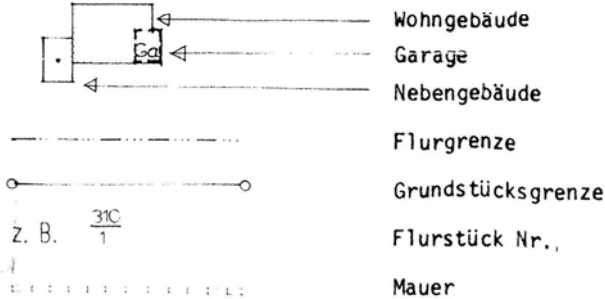 Wohngebäude
Ga Garage
Nebengebäude
Flurgrenze
Grundstücksgrenze
z. B. 310/1 Flurstück Nr.
Mauer